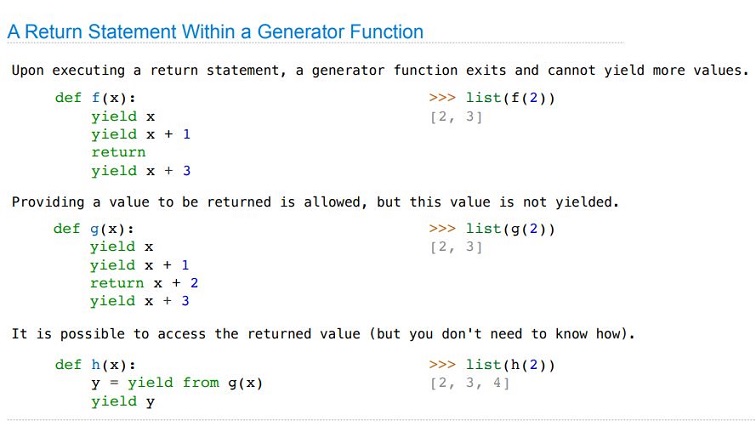 A Return Statement Within a Generator Function
Upon executing a return statement, a generator function exits and cannot yield more values.
def f(x):
    yield x
    yield x + 1
    return
    yield x + 3
>>> list(f(2))
[2, 3]
Providing a value to be returned is allowed, but this value is not yielded.
def g(x):
    yield x
    yield x + 1
    return x + 2
    yield x + 3
>>> list(g(2))
[2, 3]
It is possible to access the returned value (but you don't need to know how).
def h(x):
    y = yield from g(x)
    yield y
>>> list(h(2))
[2, 3, 4]